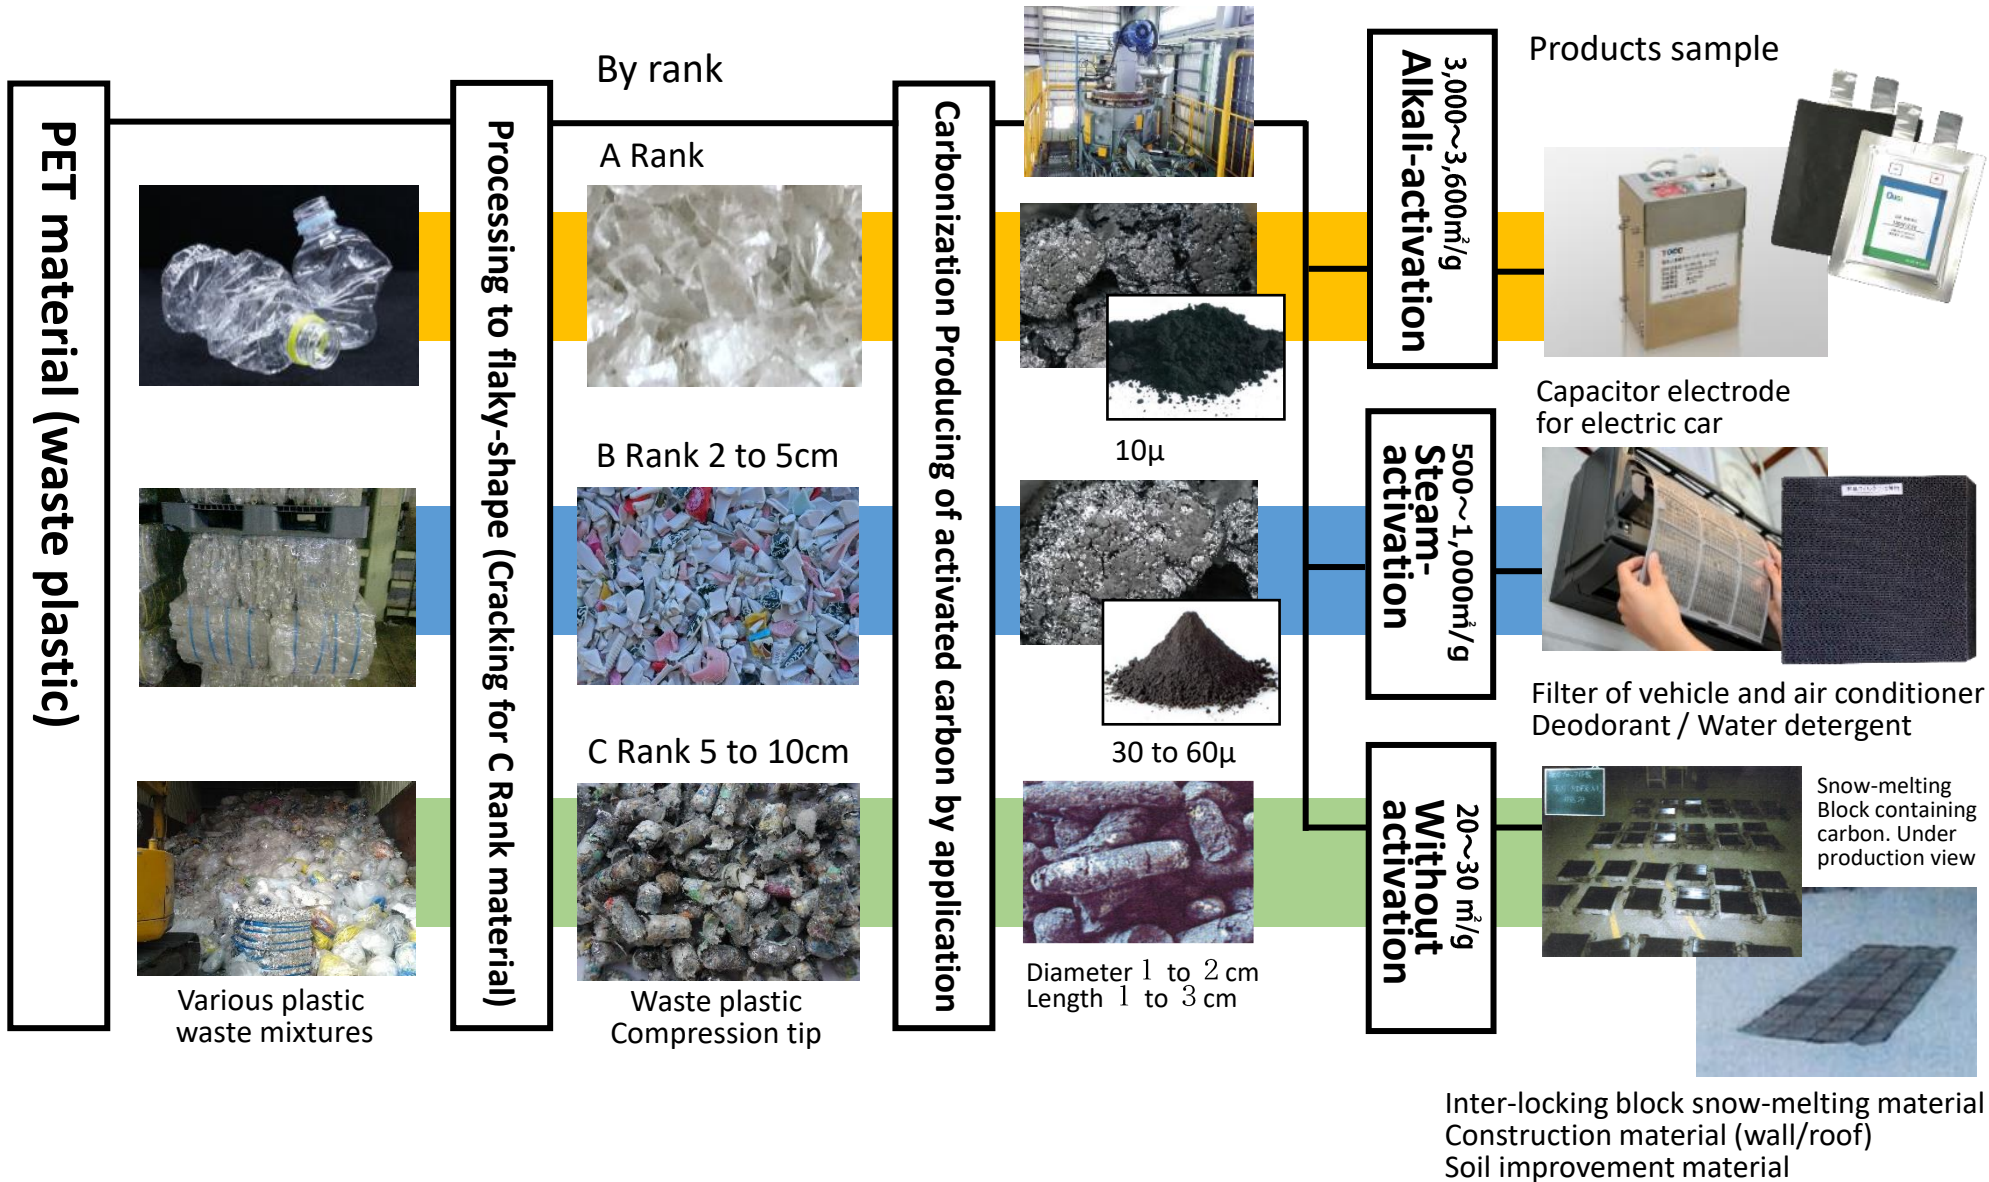 By rank
Products sample
PET material (waste plastic)
Processing to flaky-shape (Cracking for C Rank material)
A Rank
B Rank 2 to 5cm
C Rank 5 to 10cm
Various plastic
waste mixtures
Waste plastic
Compression tip
Carbonization Producing of activated carbon by application
10μ
30 to 60μ
Diameter 1 to 2 cm
Length 1 to 3 cm
3,000~3,600㎡/g
Alkali-activation
500~1,000㎡/g
Steam-
activation
20~30 ㎡/g
Without
activation
Capacitor electrode
for electric car
Filter of vehicle and air conditioner
Deodorant / Water detergent
Snow-melting
Block containing
carbon. Under
production view
Inter-locking block snow-melting material
Construction material (wall/roof)
Soil improvement material